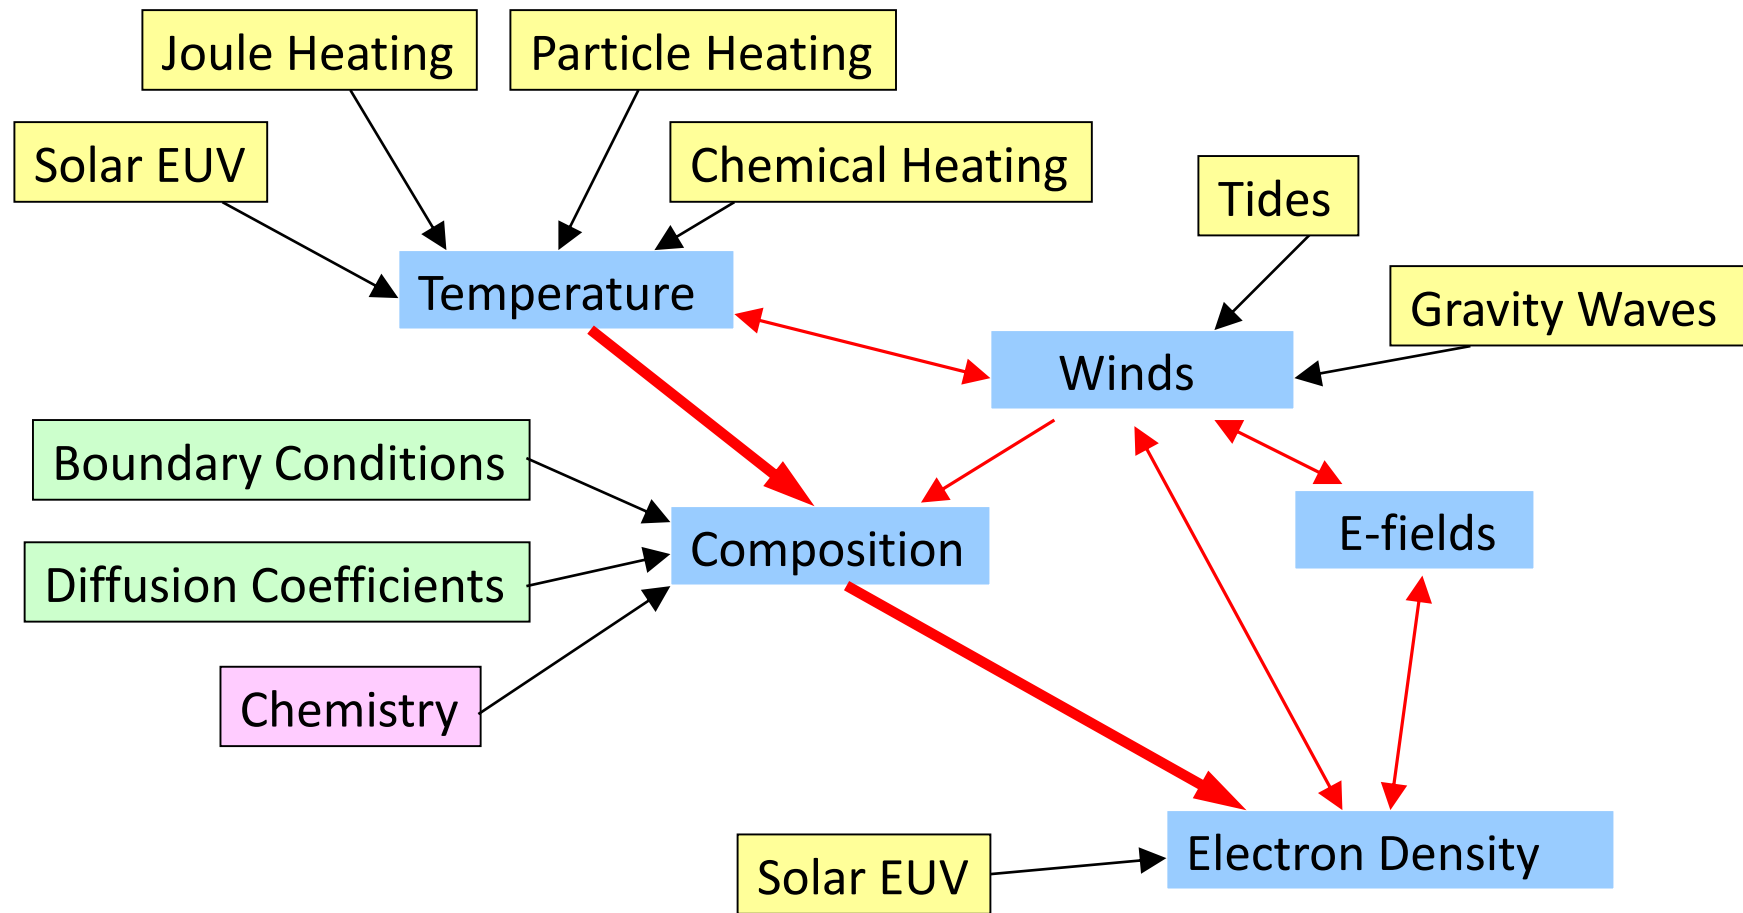 Joule Heating
Particle Heating
Solar EUV
Chemical Heating
Tides
Temperature
Gravity Waves
Winds
Boundary Conditions
E-fields
Composition
Diffusion Coefficients
Chemistry
Electron Density
Solar EUV